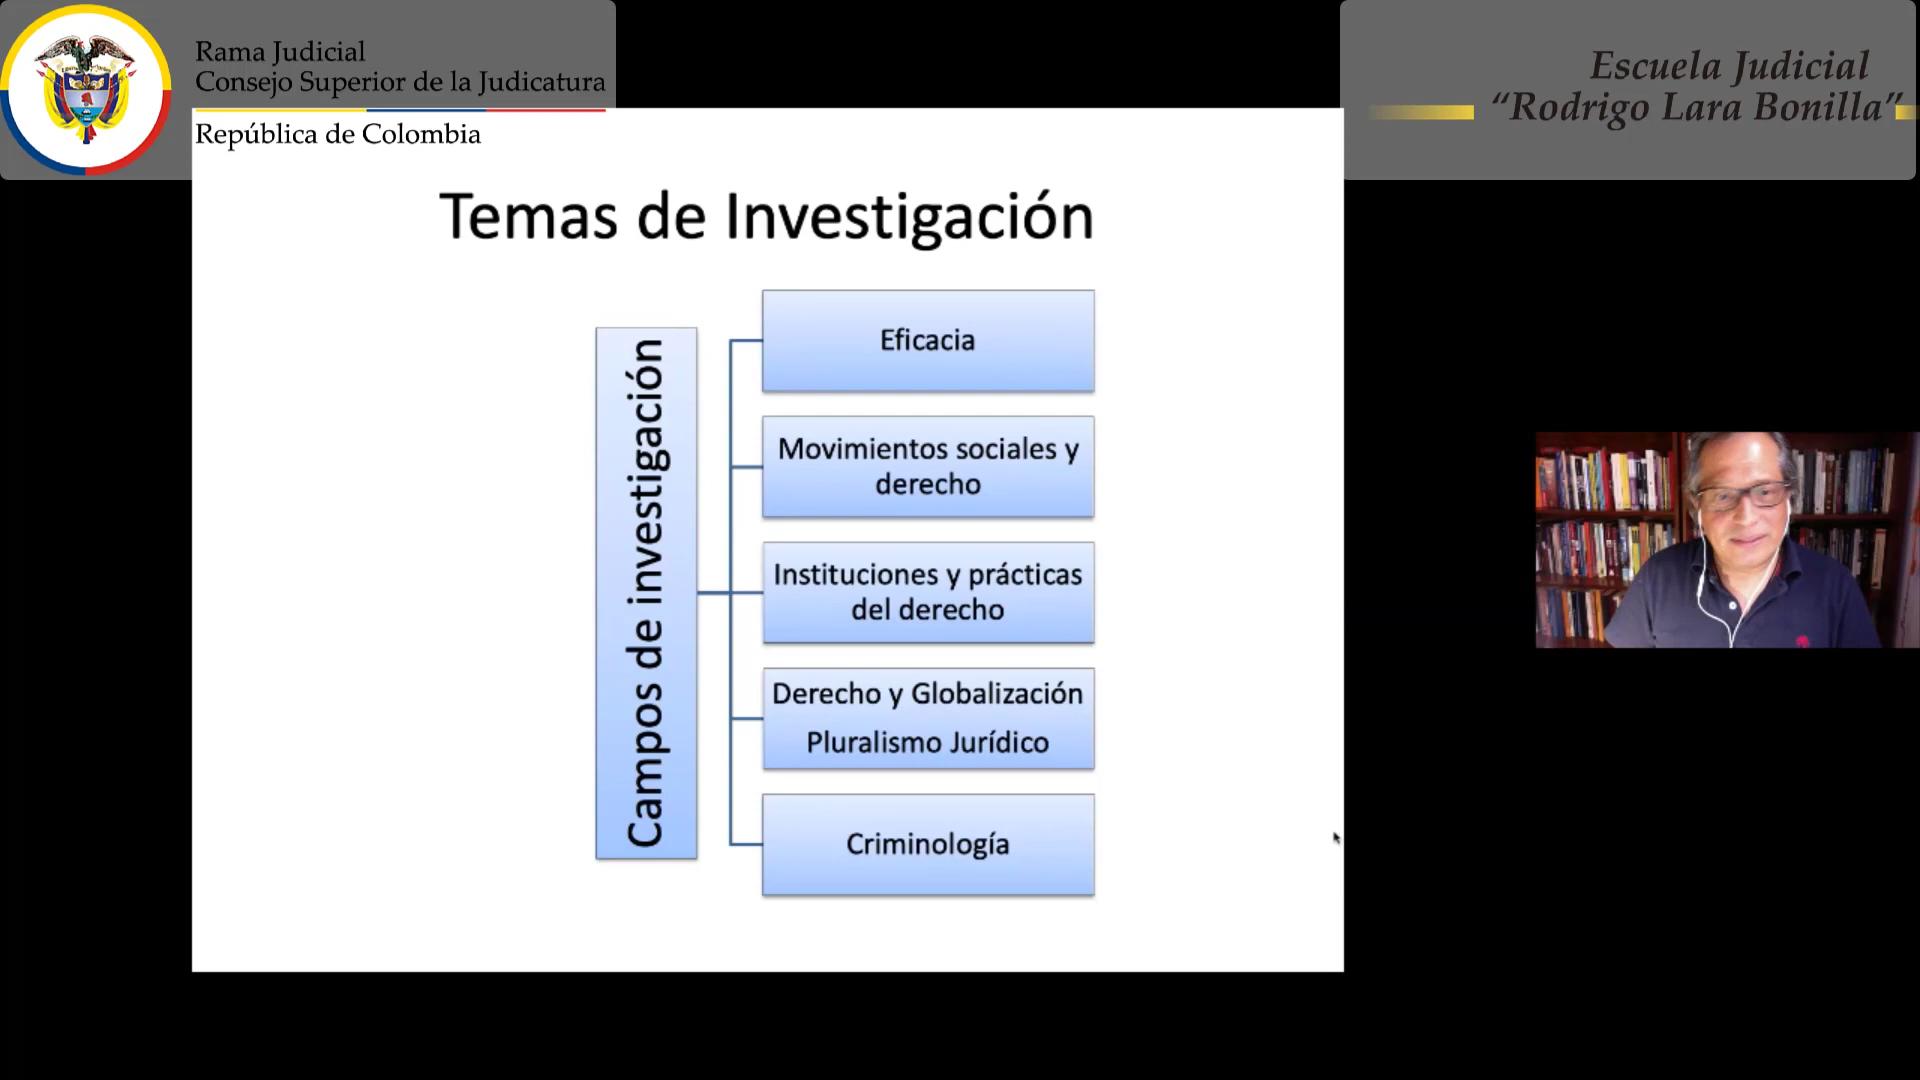 Rama Judicial
Consejo Superior de la Judicatura
República de Colombia
Escuela Judicial
“Rodrigo Lara Bonilla”
Temas de Investigación
Campos de investigación
Eficacia
Movimientos sociales y
derecho
Instituciones y prácticas
del derecho
Derecho y Globalización
Pluralismo Jurídico
Criminología